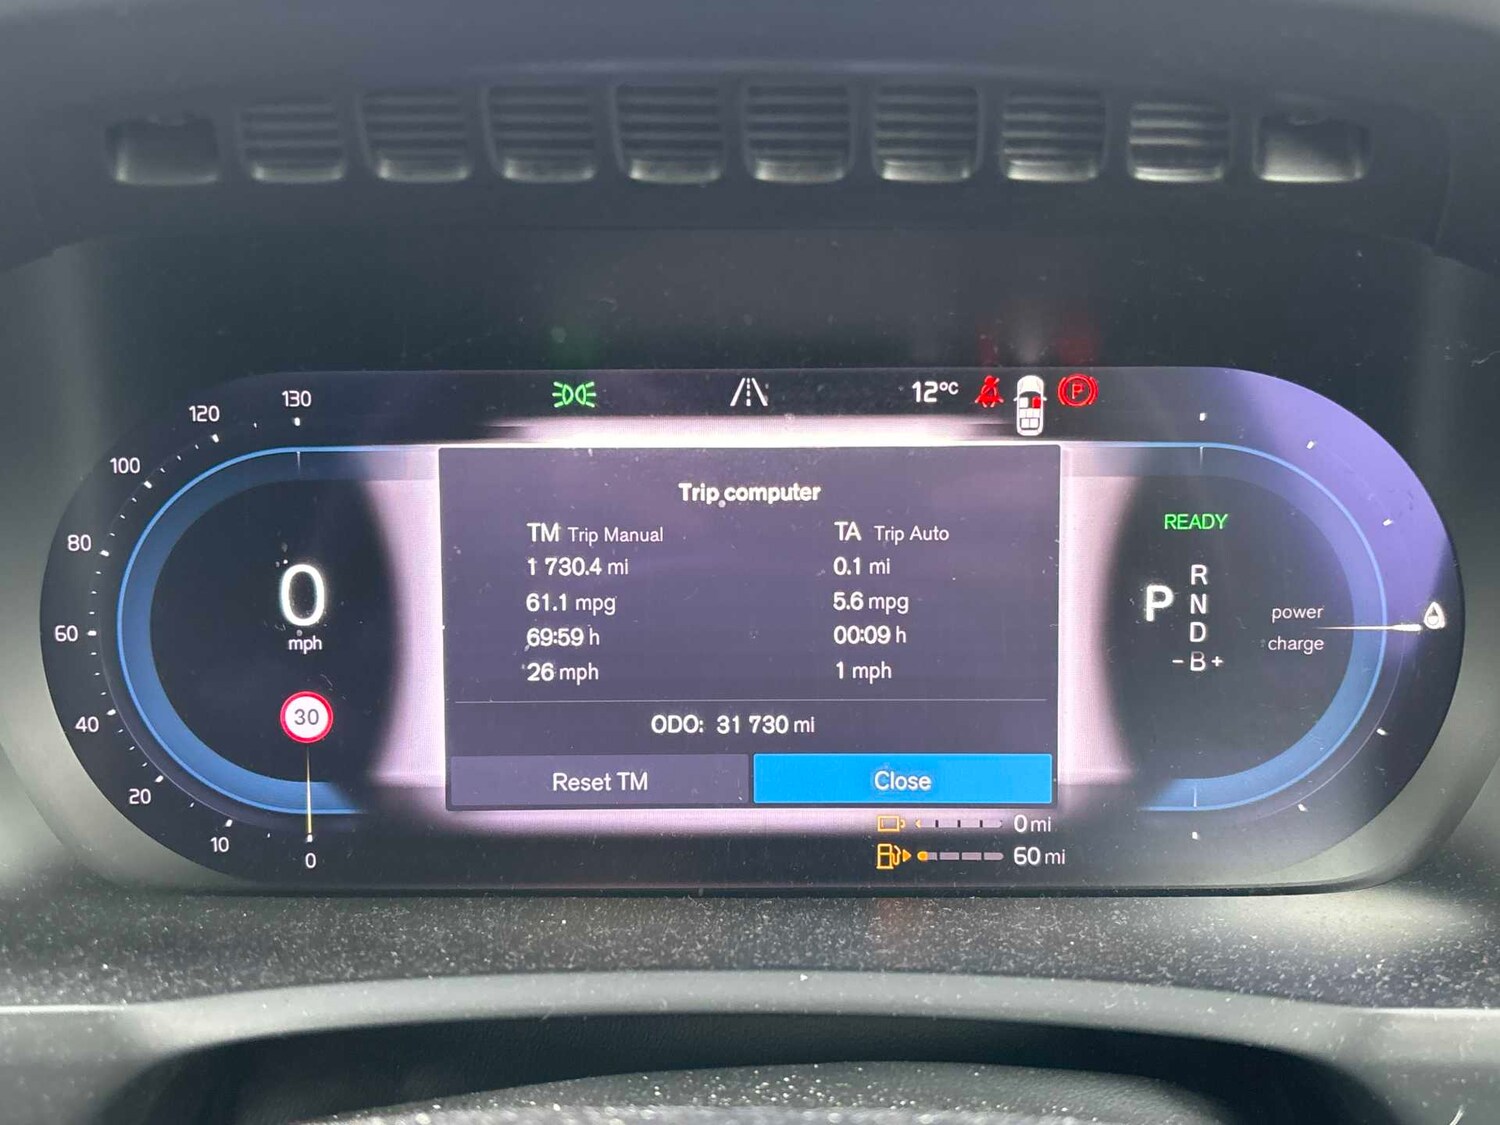 130
120
100
80
60
40
20
10
0
12°C
P
0
mph
30
Trip computer
TM Trip Manual
1 730.4 mi
61.1 mpg
69:59 h
26 mph
TA Trip Auto
0.1 mi
5.6 mpg
00:09 h
1 mph
ODO: 31 730 mi
Reset TM
Close
0 mi
60 mi
READY
P
R
N
D
- B +
power
charge